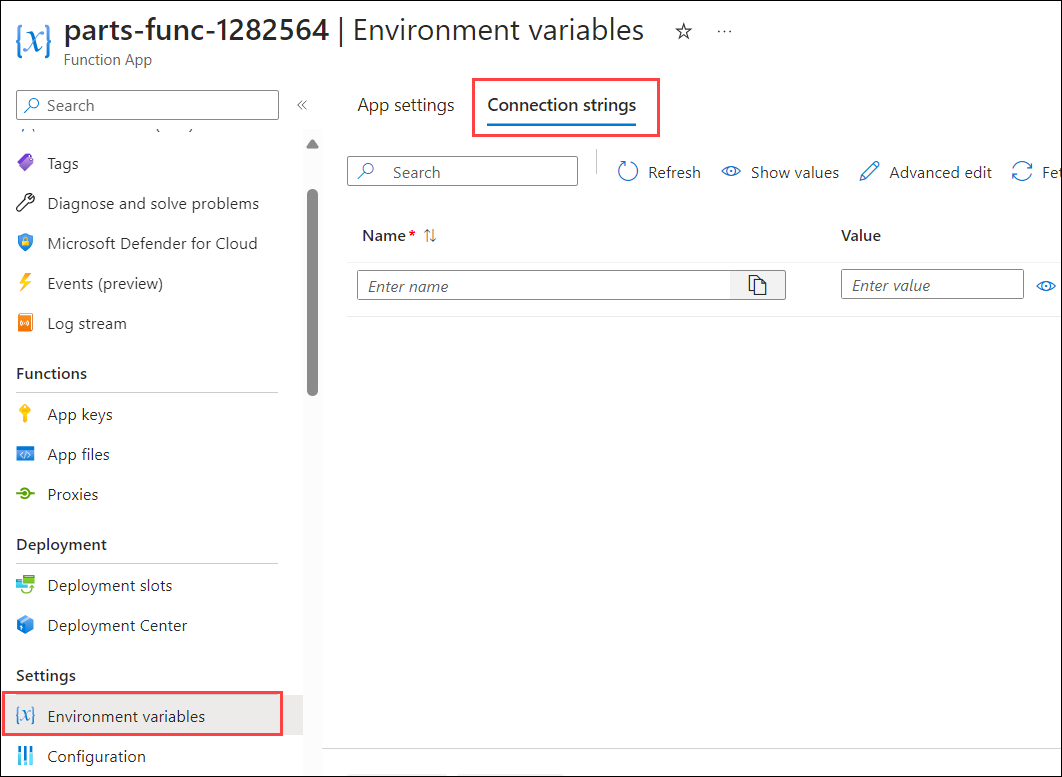 parts-func-1282564 | Environment variables
Function App
Search
Tags
Diagnose and solve problems
Microsoft Defender for Cloud
Events (preview)
Log stream
Functions
App keys
App files
Proxies
Deployment
Deployment slots
Deployment Center
Settings
Environment variables
Configuration
App settings Connection strings
Search Refresh Show values Advanced edit
Name* Value
Enter name Enter value